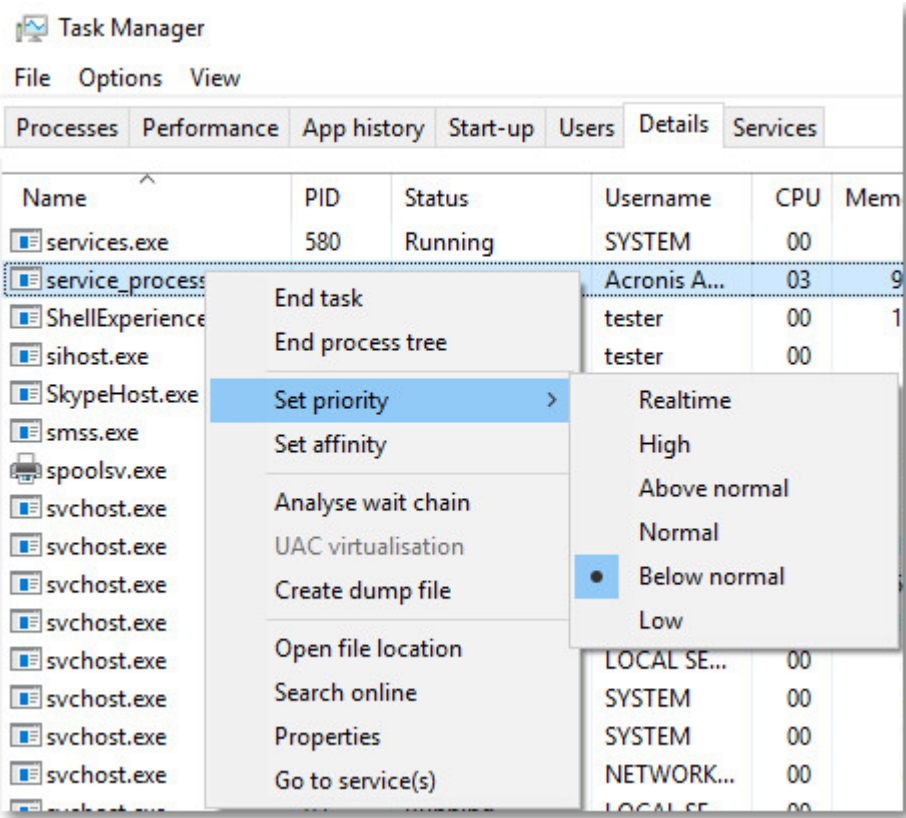 Task Manager
File Options View
Processes Performance App history Start-up Users Details Services
Name PID Status Username CPU Mem
services.exe 580 Running SYSTEM 00
service_process Acronis A... 03 9
End task
ShellExperience tester 00 1
End process tree
sihost.exe tester 00
SkypeHost.exe Set priority > Realtime
smss.exe Set affinity High
spoolsv.exe Above normal
svchost.exe Analyse wait chain Normal
svchost.exe UAC virtualisation
svchost.exe Create dump file Below normal
svchost.exe Low
svchost.exe Open file location LOCAL SE... 00
svchost.exe Search online SYSTEM 00
svchost.exe Properties SYSTEM 00
svchost.exe Go to service(s) NETWORK... 00